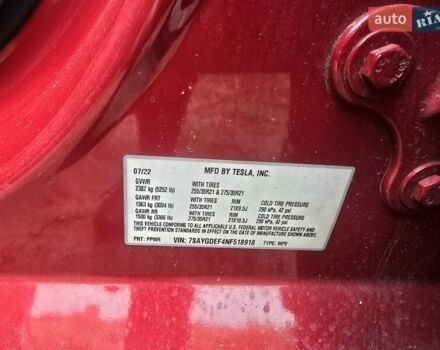 auto RIA
07/22 MFD BY TESLA, INC.
GVWR WITH TIRES
2382 kg (5252 lb) 255/35R21 & 275/35R21
GAWR FRT WITH TIRES RIMS COLD TIRE PRESSURE
1363 kg (3004 lb) 255/35R21 21X9.5J 290 kPa, 42 psi
GAWR RR WITH TIRES RIMS COLD TIRE PRESSURE
1500 kg (3306 lb) 275/35R21 21X10.5J 290 kPa, 42 psi
THIS VEHICLE CONFORMS TO ALL APPLICABLE U.S. FEDERAL MOTOR VEHICLE SAFETY AND
THEFT PREVENTION STANDARDS IN EFFECT ON THE DATE OF MANUFACTURE SHOWN ABOVE.
PNT: PPMR VIN: 7SAYGDEF4NF518918 TYPE: MPV